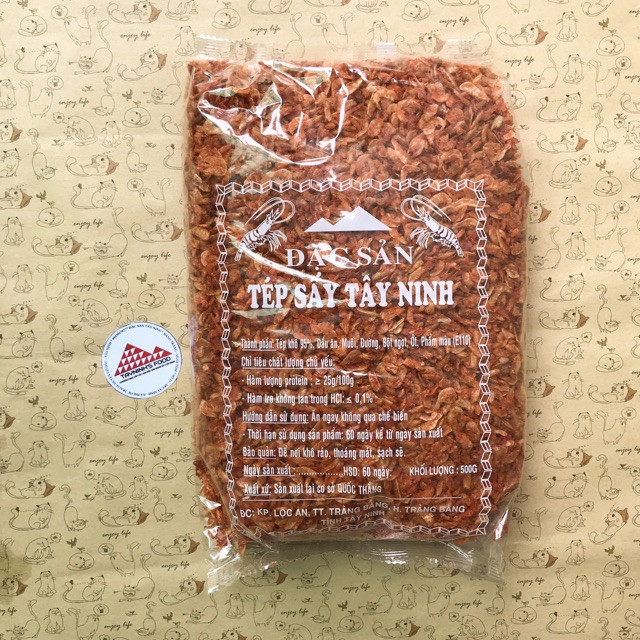 ĐẶC SẢN
TÉP SẤY TÂY NINH
Thành phần: Tép khô 95%, Dầu ăn, Muối, Đường, Bột ngọt, Ớt, Phẩm màu (E110)
Chỉ tiêu chất lượng chủ yếu:
- Hàm lượng protein : ≥ 25g/100g
- Hàm lượng tro không tan trong HCl: ≤ 0,1%
Hướng dẫn sử dụng: Ăn ngay không qua chế biến
- Thời hạn sử dụng sản phẩm: 60 ngày kể từ ngày sản xuất
Bảo quản: Để nơi khô ráo, thoáng mát, sạch sẽ.
Ngày sản xuất : ..................HSD: 60 ngày. KHỐI LƯỢNG : 500G
Xuất xứ: Sản xuất tại cơ sở QUỐC THẮNG
ĐC: KP. LỘC AN, TT. TRẢNG BÀNG, H. TRẢNG BÀNG
TỈNH TÂY NINH
TAYNINH'S FOOD
enjoy life